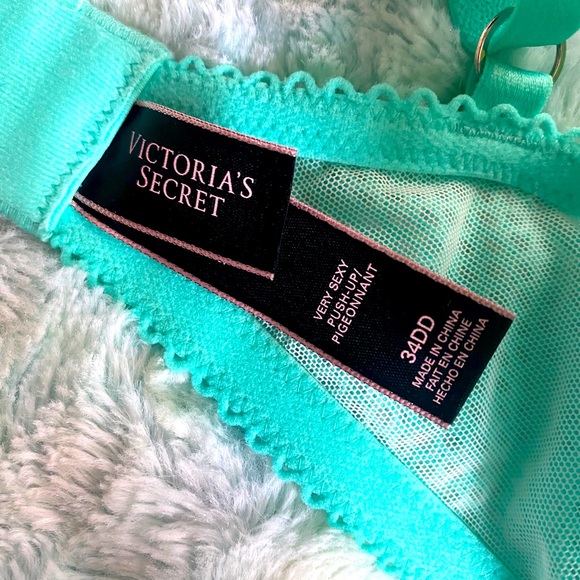 VICTORIA'S
SECRET
VERY SEXY
PUSH-UP/
PIGEONNANT
34DD
MADE IN CHINA
FAIT EN CHINE
HECHO EN CHINA